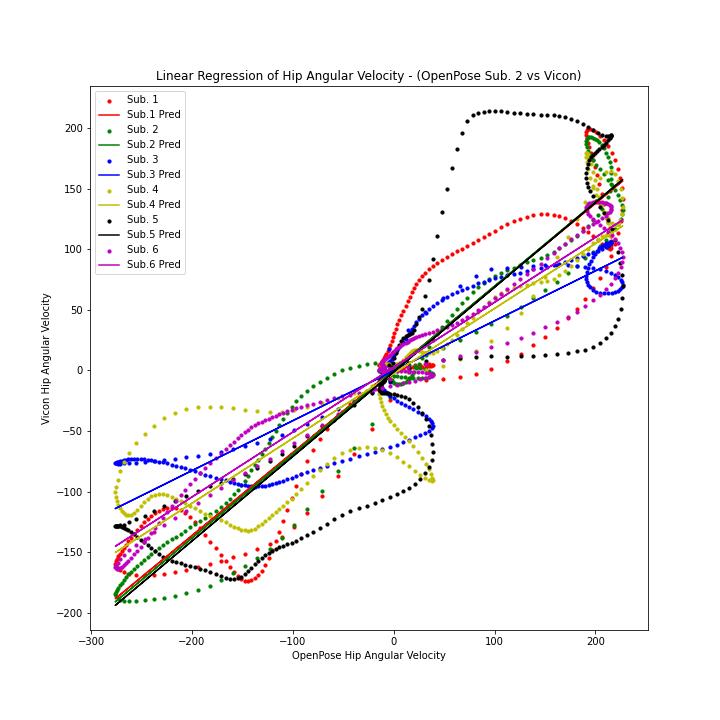 Linear Regression of Hip Angular Velocity - (OpenPose Sub. 2 vs Vicon)
Sub. 1
Sub.1 Pred
Sub. 2
Sub.2 Pred
Sub. 3
Sub.3 Pred
Sub. 4
Sub.4 Pred
Sub. 5
Sub.5 Pred
Sub. 6
Sub.6 Pred
Vicon Hip Angular Velocity
200
150
100
50
0
−50
−100
−150
−200
−300
−200
−100
0
100
200
OpenPose Hip Angular Velocity